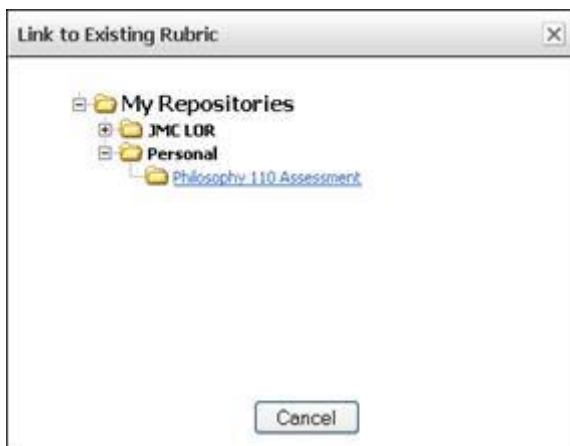 Link to Existing Rubric
My Repositories
JMC LOR
Personal
Philosophy 110 Assessment
Cancel